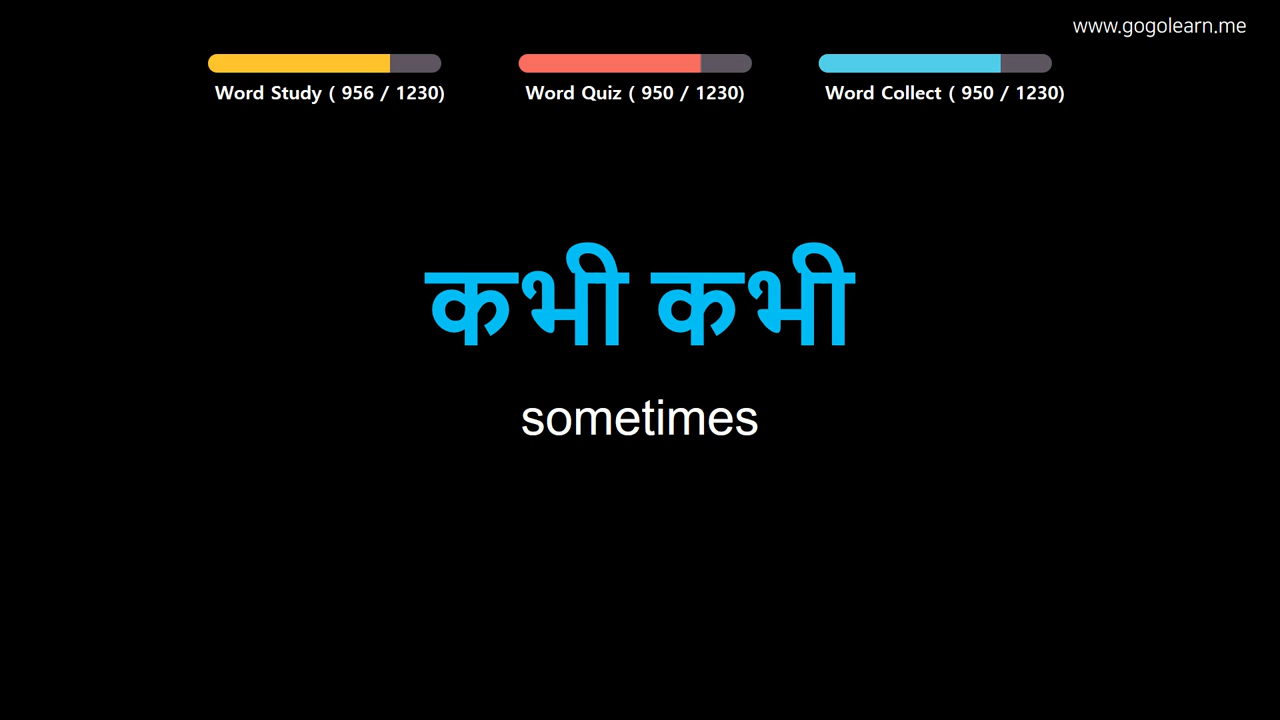 www.gogolearn.me
Word Study ( 956 / 1230)
Word Quiz ( 950 / 1230)
Word Collect ( 950 / 1230)
कभी कभी
sometimes